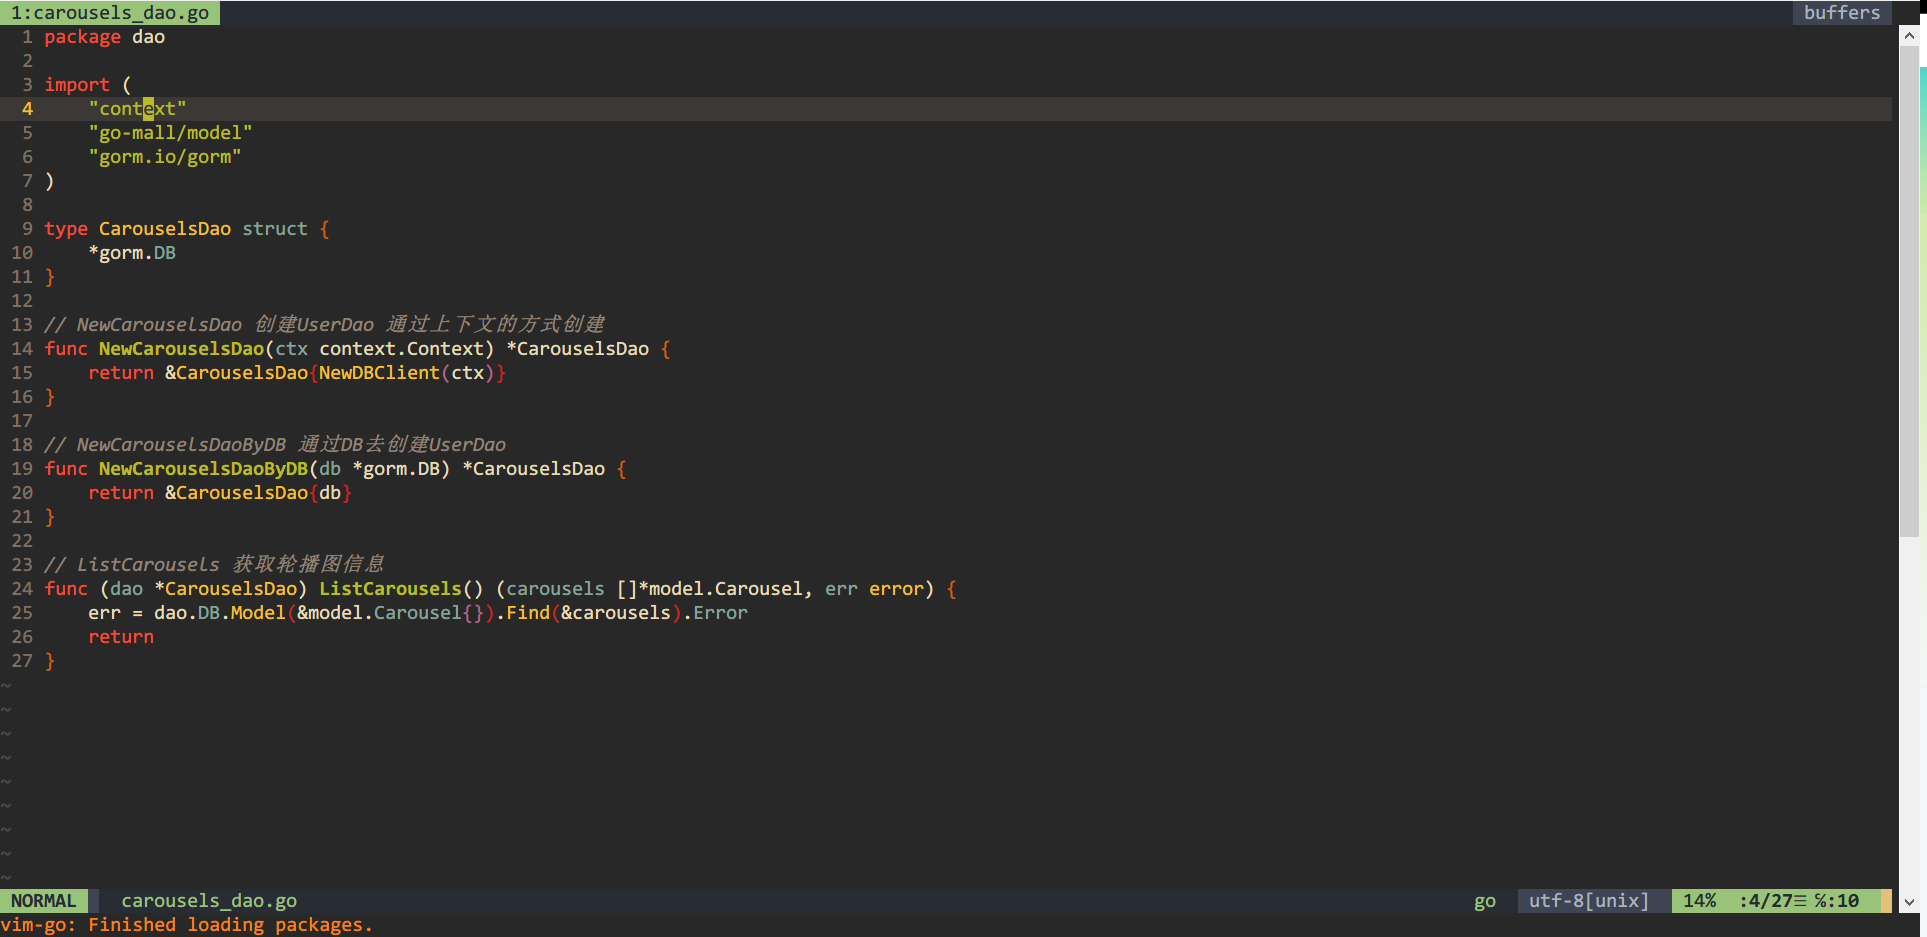 1:carousels_dao.go buffers
1 package dao
2
3 import (
4     "context"
5     "go-mall/model"
6     "gorm.io/gorm"
7 )
8
9 type CarouselsDao struct {
10     *gorm.DB
11 }
12
13 // NewCarouselsDao 创建UserDao 通过上下文的方式创建
14 func NewCarouselsDao(ctx context.Context) *CarouselsDao {
15     return &CarouselsDao{NewDBClient(ctx)}
16 }
17
18 // NewCarouselsDaoByDB 通过DB去创建UserDao
19 func NewCarouselsDaoByDB(db *gorm.DB) *CarouselsDao {
20     return &CarouselsDao{db}
21 }
22
23 // ListCarousels 获取轮播图信息
24 func (dao *CarouselsDao) ListCarousels() (carousels []*model.Carousel, err error) {
25     err = dao.DB.Model(&model.Carousel{}).Find(&carousels).Error
26     return
27 }
~
~
~
~
~
~
~
~
~
NORMAL carousels_dao.go go utf-8[unix] 14% :4/27☰ ℅:10
vim-go: Finished loading packages.